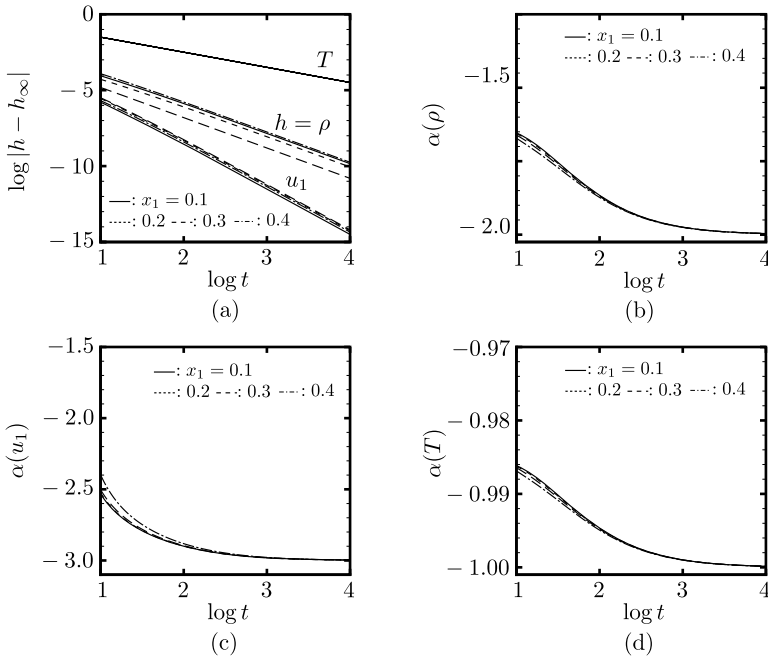 0
−5
−10
−15
log |h − h∞|
T
h = ρ
u₁
—: x₁ = 0.1
⋯⋯: 0.2 – – –: 0.3 –·–: 0.4
1 2 3 4
log t
(a)
−1.5
−2.0
α(ρ)
—: x₁ = 0.1
⋯⋯: 0.2 – – –: 0.3 –·–: 0.4
1 2 3 4
log t
(b)
−1.5
−2.0
−2.5
−3.0
α(u₁)
—: x₁ = 0.1
⋯⋯: 0.2 – – –: 0.3 –·–: 0.4
1 2 3 4
log t
(c)
−0.97
−0.98
−0.99
−1.00
α(T)
—: x₁ = 0.1
⋯⋯: 0.2 – – –: 0.3 –·–: 0.4
1 2 3 4
log t
(d)